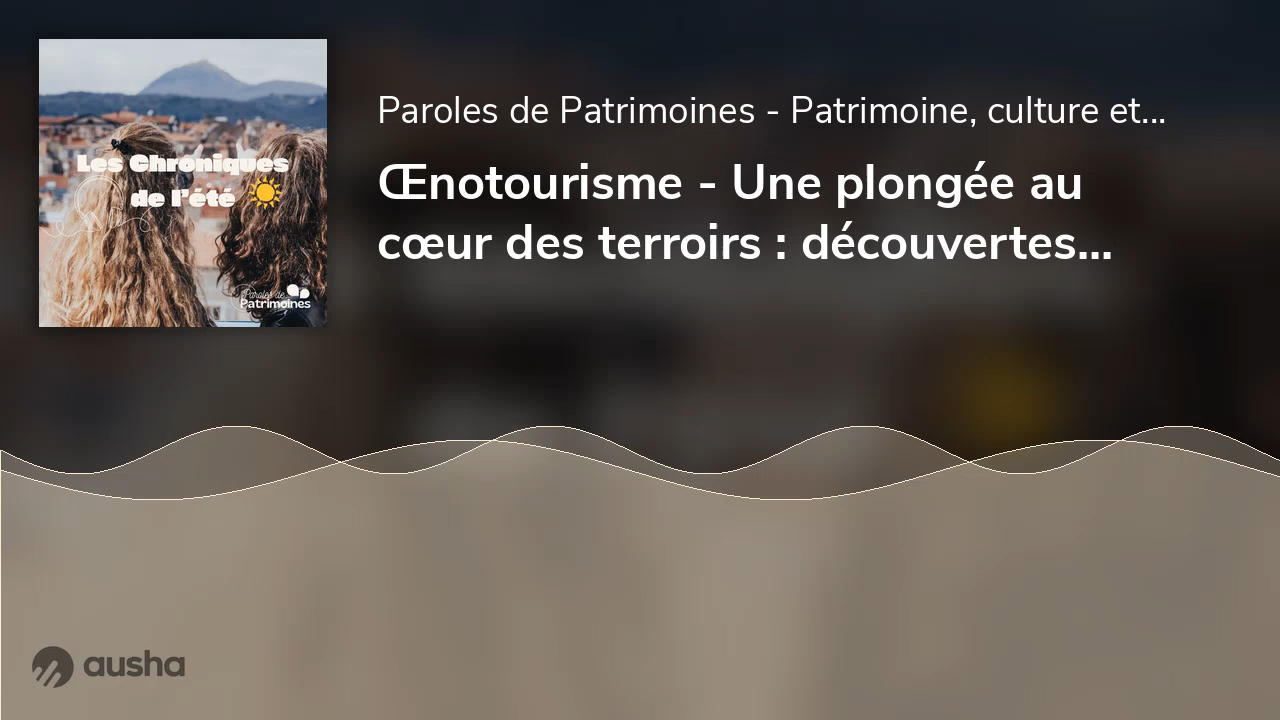 Les Chroniques
de l'été
Paroles de
Patrimoines
Paroles de Patrimoines - Patrimoine, culture et...
Œnotourisme - Une plongée au
cœur des terroirs : découvertes...
ausha